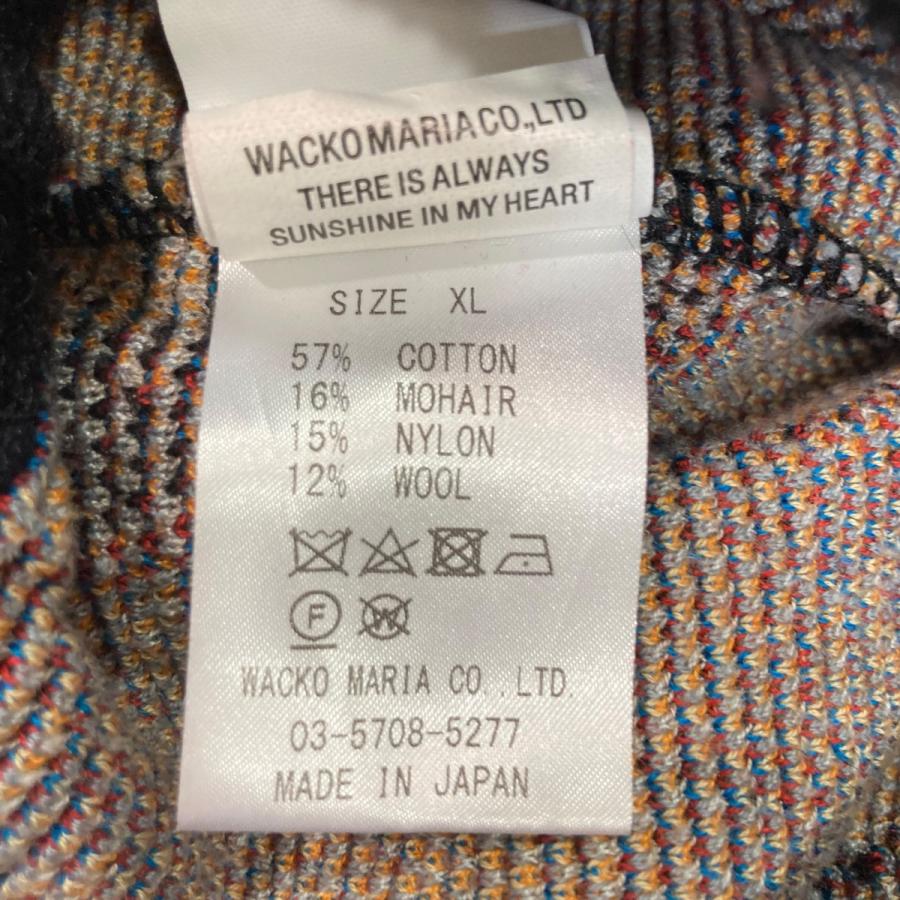 WACKO MARIA CO.,LTD
THERE IS ALWAYS
SUNSHINE IN MY HEART
SIZE XL
57% COTTON
16% MOHAIR
15% NYLON
12% WOOL
F W
WACKO MARIA CO.,LTD.
03-5708-5277
MADE IN JAPAN